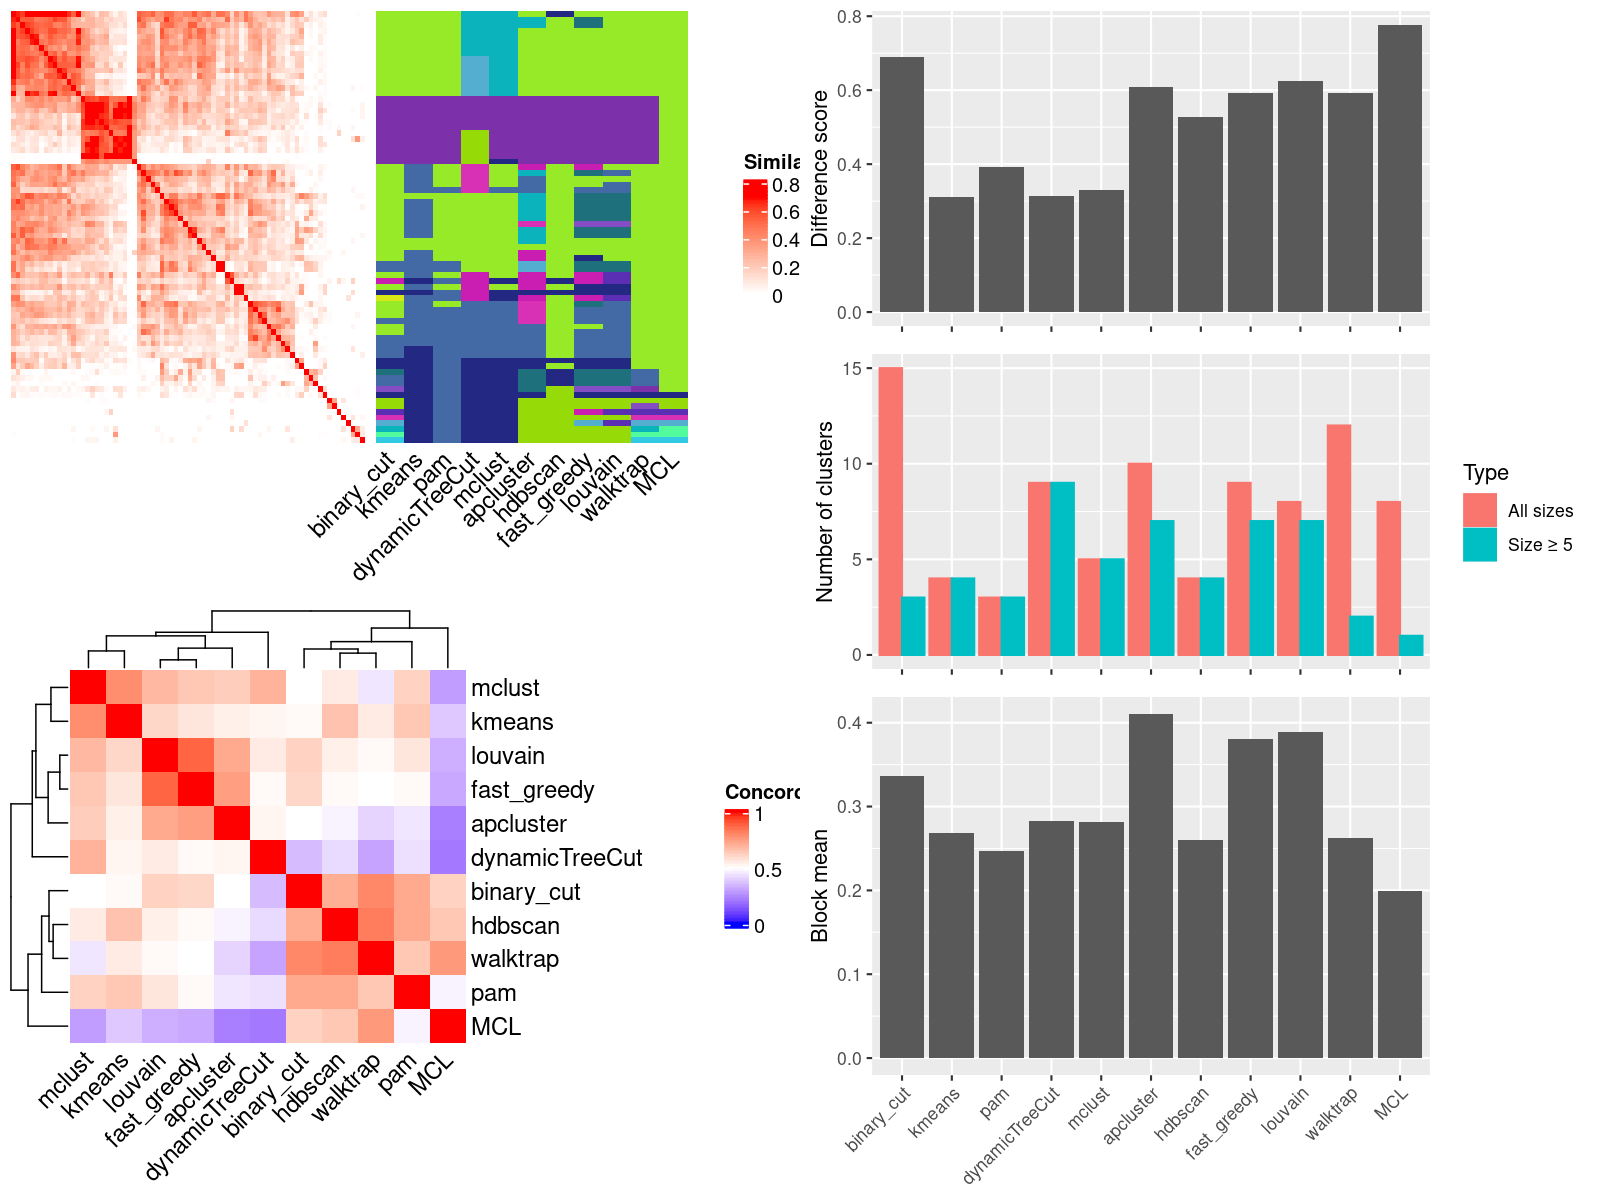 Simila
0.8
0.6
0.4
0.2
0
binary_cut
kmeans
pam
dynamicTreeCut
mclust
apcluster
hdbscan
fast_greedy
louvain
walktrap
MCL
mclust
kmeans
louvain
fast_greedy
apcluster
dynamicTreeCut
binary_cut
hdbscan
walktrap
pam
MCL
mclust
kmeans
louvain
fast_greedy
apcluster
dynamicTreeCut
binary_cut
hdbscan
walktrap
pam
MCL
Concord
1
0.5
0
Difference score
0.8
0.6
0.4
0.2
0.0
Number of clusters
15
10
5
0
Type
All sizes
Size ≥ 5
Block mean
0.4
0.3
0.2
0.1
0.0
binary_cut
kmeans
pam
dynamicTreeCut
mclust
apcluster
hdbscan
fast_greedy
louvain
walktrap
MCL